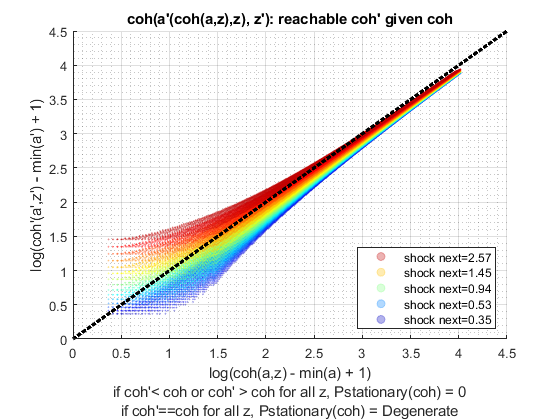 coh(a'(coh(a,z),z), z'): reachable coh' given coh
4.5
4
3.5
3
2.5
2
1.5
1
0.5
0
log(coh'(a',z') - min(a') + 1)
shock next=2.57
shock next=1.45
shock next=0.94
shock next=0.53
shock next=0.35
0 0.5 1 1.5 2 2.5 3 3.5 4 4.5
log(coh(a,z) - min(a) + 1)
if coh'< coh or coh' > coh for all z, Pstationary(coh) = 0
if coh'==coh for all z, Pstationary(coh) = Degenerate